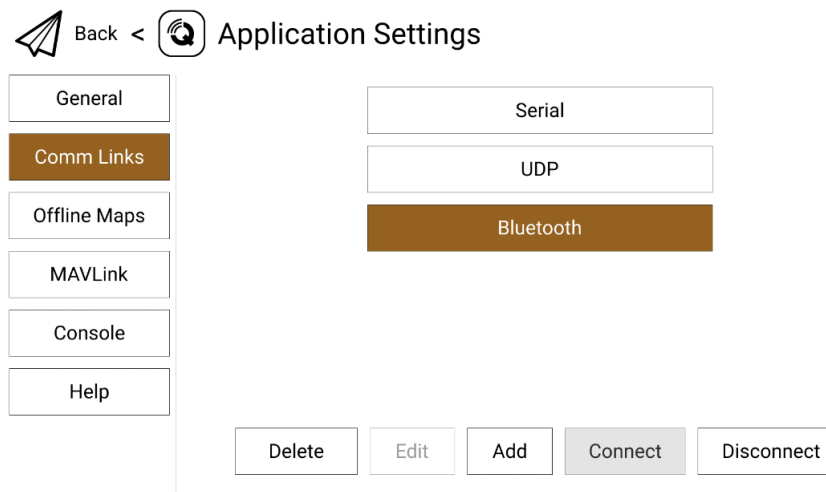 Back < Application Settings
General
Comm Links
Offline Maps
MAVLink
Console
Help
Serial
UDP
Bluetooth
Delete Edit Add Connect Disconnect